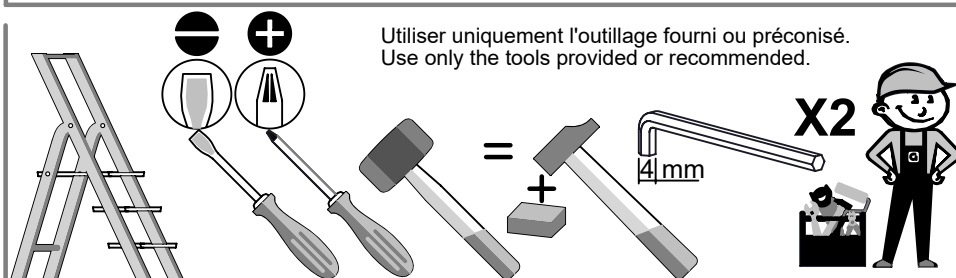 Utiliser uniquement l'outillage fourni ou préconisé.
Use only the tools provided or recommended.
X2
4 mm